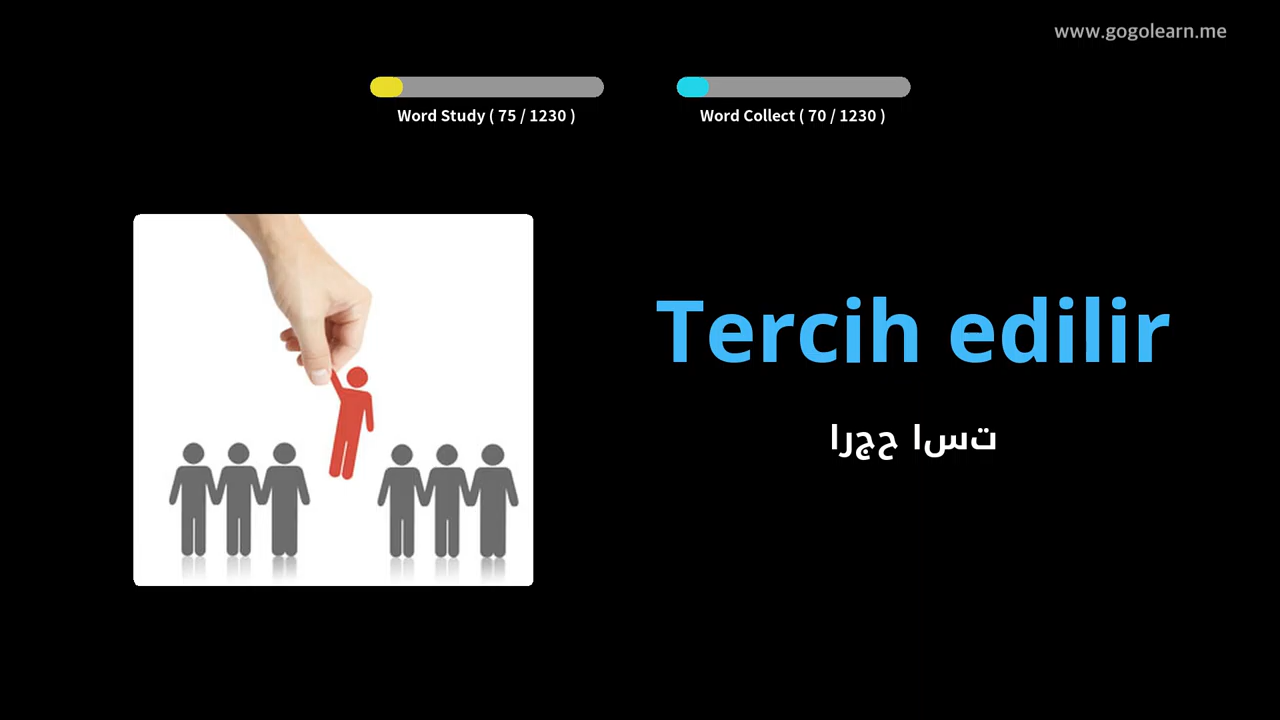 www.gogolearn.me
Word Study ( 75 / 1230 )
Word Collect ( 70 / 1230 )
Tercih edilir
ارجح است